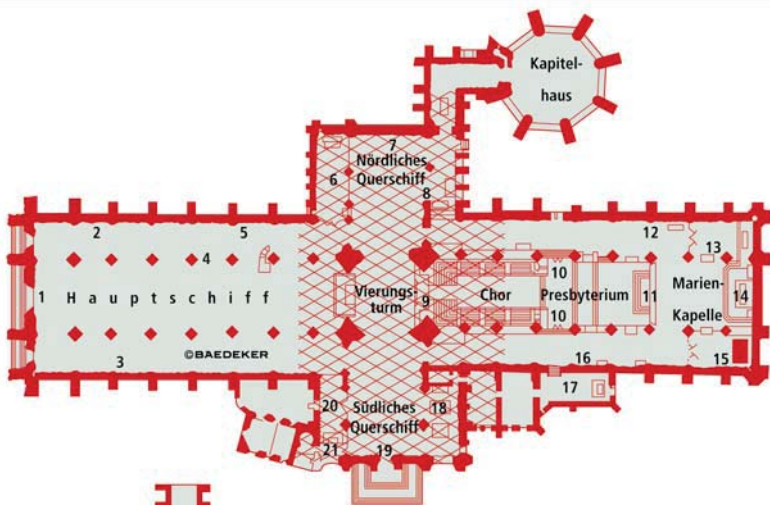 Kapitel-
haus
7
Nördliches
Querschiff
6
8
2
5
12
4
13
1
Hauptschiff
Vierungs-
turm
9
Chor
10
10
Presbyterium
11
Marien-
Kapelle
14
3
©BAEDEKER
16
15
17
20
18
Südliches
Querschiff
21
19